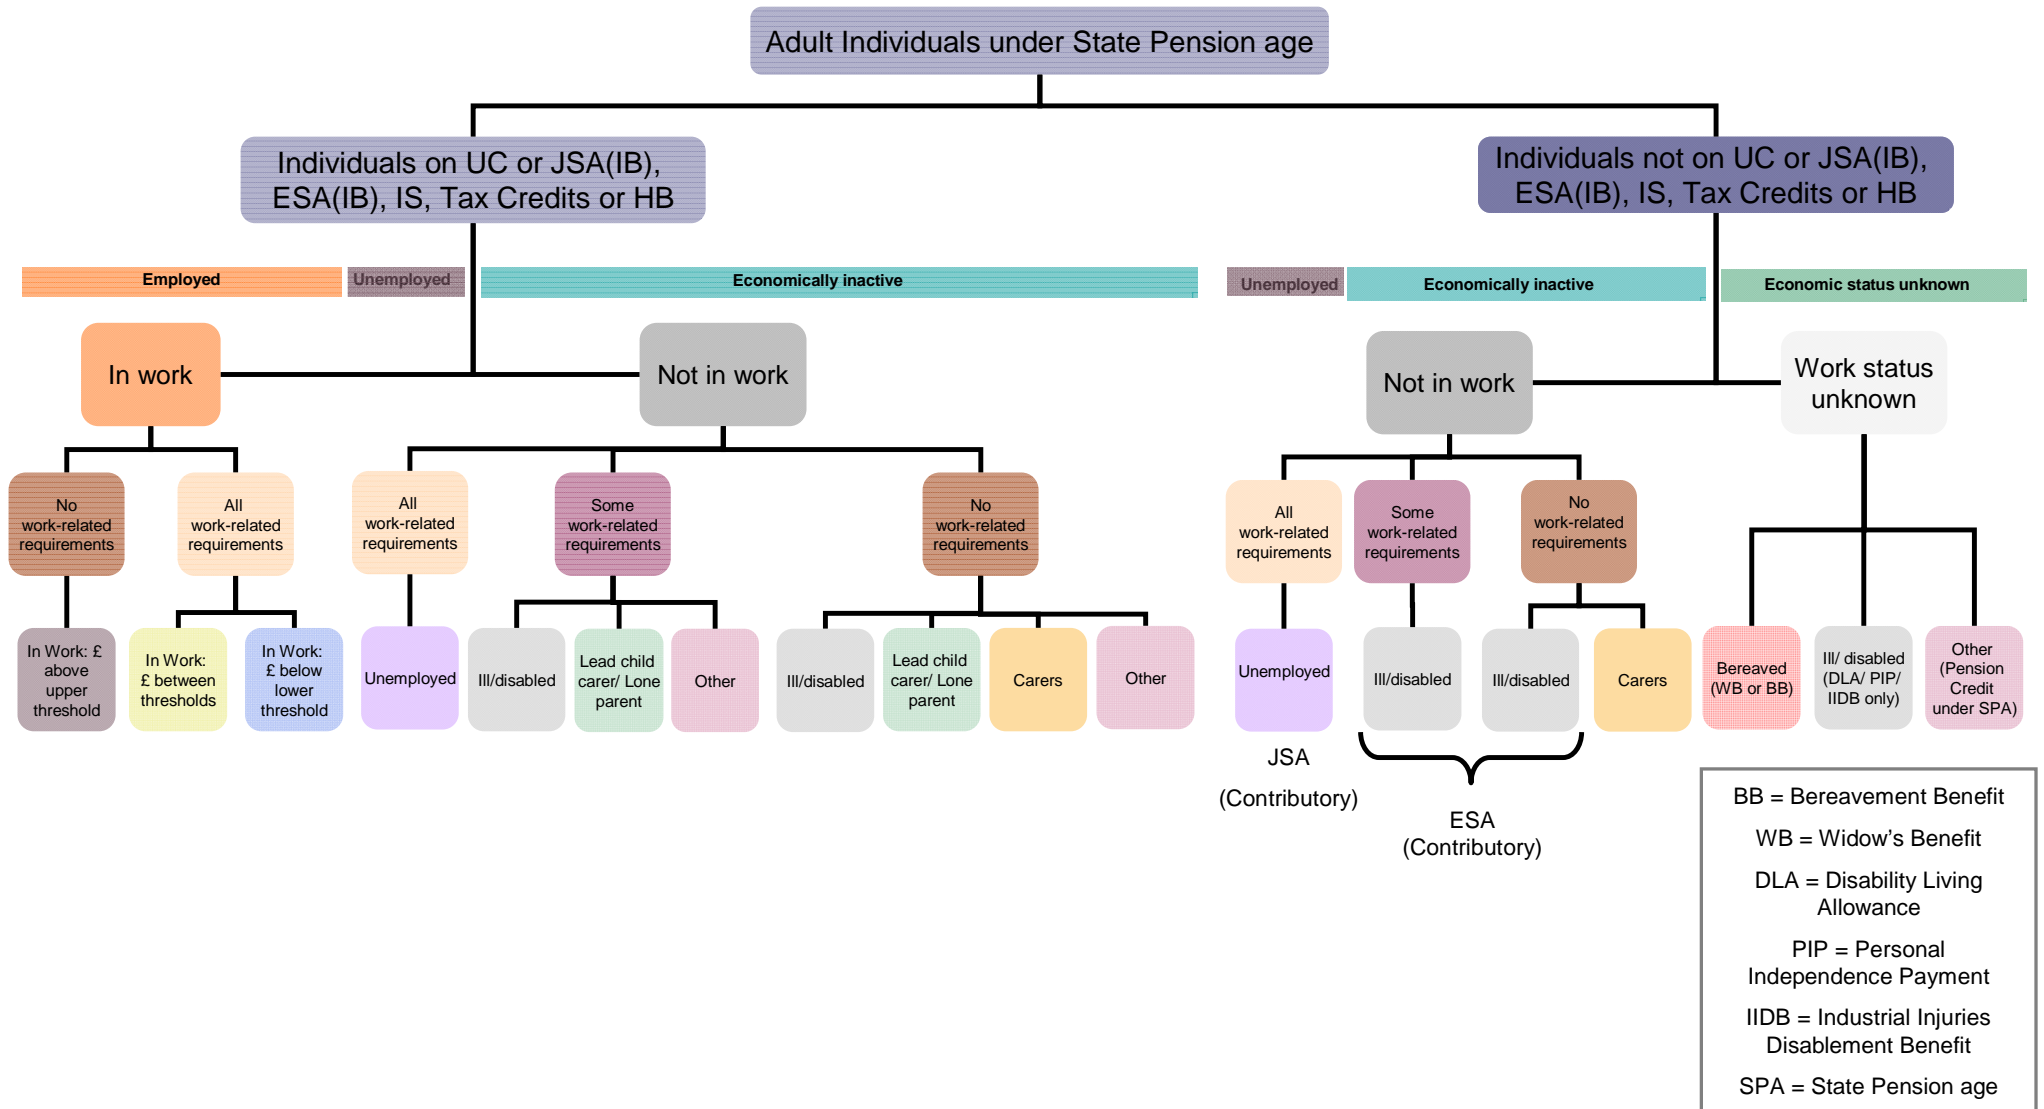 Adult Individuals under State Pension age
Individuals on UC or JSA(IB),
ESA(IB), IS, Tax Credits or HB
Individuals not on UC or JSA(IB),
ESA(IB), IS, Tax Credits or HB
Employed
Unemployed
Economically inactive
Unemployed
Economically inactive
Economic status unknown
In work
Not in work
Not in work
Work status
unknown
No
work-related
requirements
All
work-related
requirements
All
work-related
requirements
Some
work-related
requirements
No
work-related
requirements
All
work-related
requirements
Some
work-related
requirements
No
work-related
requirements
In Work: £
above
upper
threshold
In Work:
£ between
thresholds
In Work:
£ below
lower
threshold
Unemployed
Ill/disabled
Lead child
carer/ Lone
parent
Other
Ill/disabled
Lead child
carer/ Lone
parent
Carers
Other
Unemployed
Ill/disabled
Ill/disabled
Carers
Bereaved
(WB or BB)
Ill/ disabled
(DLA/ PIP/
IIDB only)
Other
(Pension
Credit
under SPA)
JSA
(Contributory)
ESA
(Contributory)
BB = Bereavement Benefit
WB = Widow's Benefit
DLA = Disability Living
Allowance
PIP = Personal
Independence Payment
IIDB = Industrial Injuries
Disablement Benefit
SPA = State Pension age